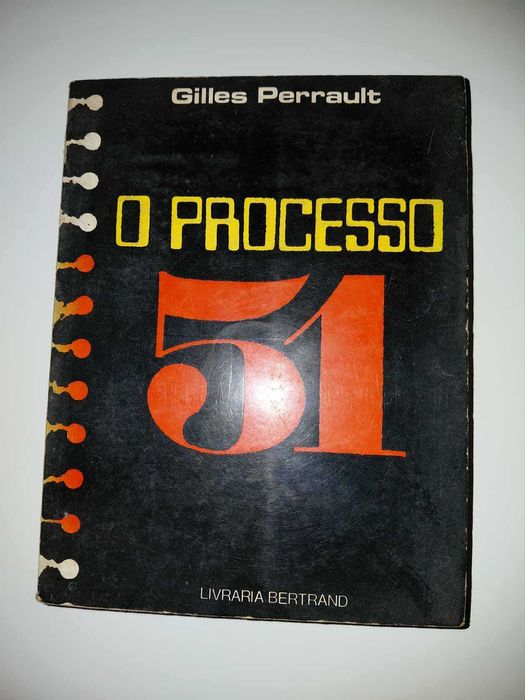 Gilles Perrault
O PROCESSO
51
LIVRARIA BERTRAND